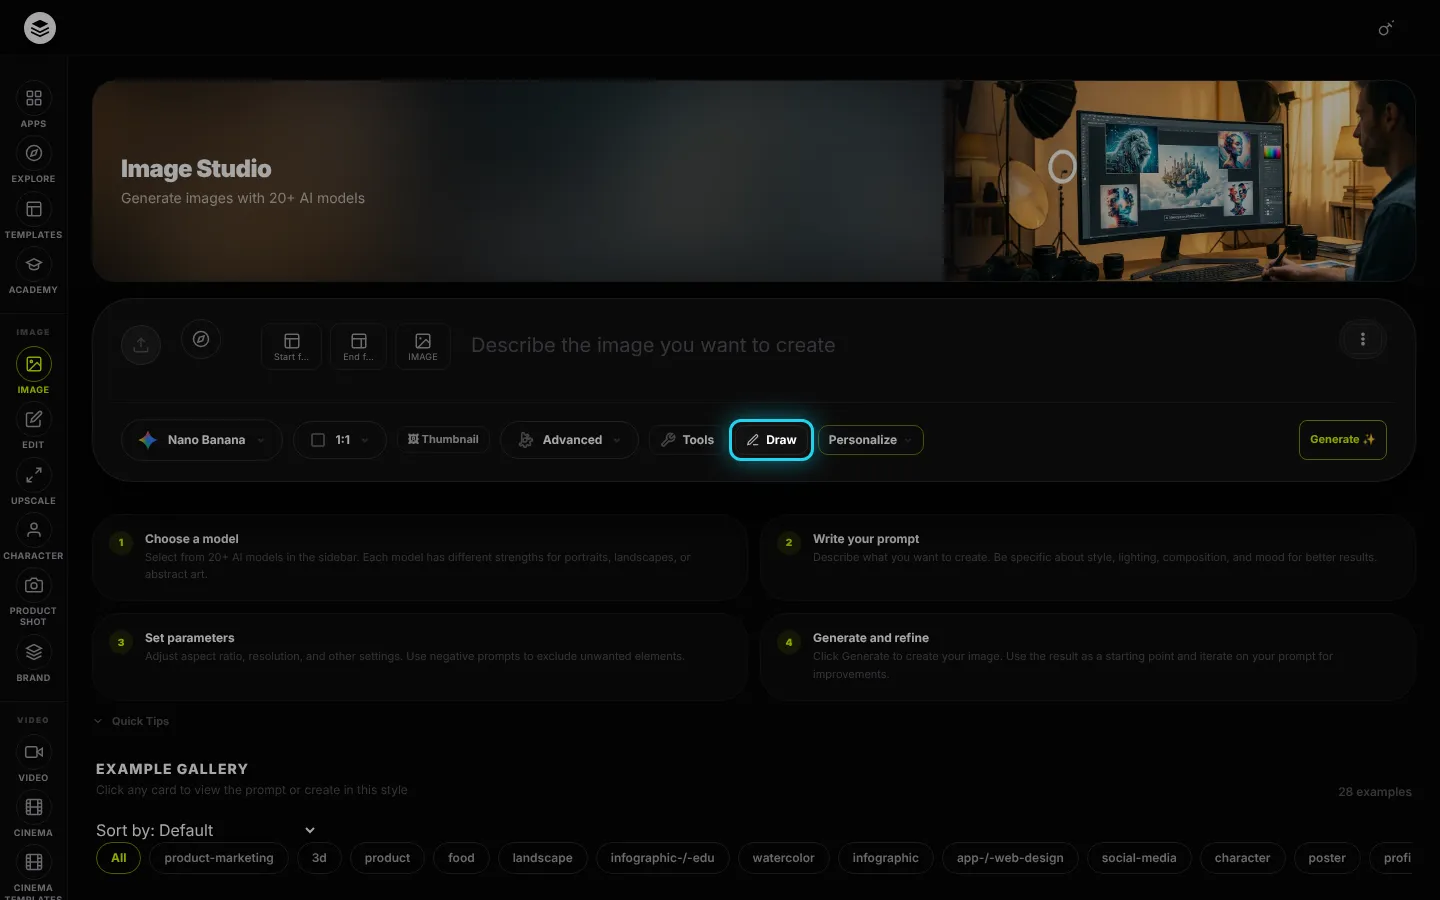 APPS
EXPLORE
TEMPLATES
ACADEMY
IMAGE
IMAGE
EDIT
UPSCALE
CHARACTER
PRODUCT
SHOT
BRAND
VIDEO
VIDEO
CINEMA
CINEMA
TEMPLATES
Image Studio
Generate images with 20+ AI models
Start f...
End f...
IMAGE
Describe the image you want to create
Nano Banana
1:1
Thumbnail
Advanced
Tools
Draw
Personalize
Generate ✨
1
Choose a model
Select from 20+ AI models in the sidebar. Each model has different strengths for portraits, landscapes, or
abstract art.
2
Write your prompt
Describe what you want to create. Be specific about style, lighting, composition, and mood for better results.
3
Set parameters
Adjust aspect ratio, resolution, and other settings. Use negative prompts to exclude unwanted elements.
4
Generate and refine
Click Generate to create your image. Use the result as a starting point and iterate on your prompt for
improvements.
Quick Tips
EXAMPLE GALLERY
Click any card to view the prompt or create in this style
28 examples
Sort by: Default
All
product-marketing
3d
product
food
landscape
infographic-/-edu
watercolor
infographic
app-/-web-design
social-media
character
poster
profi